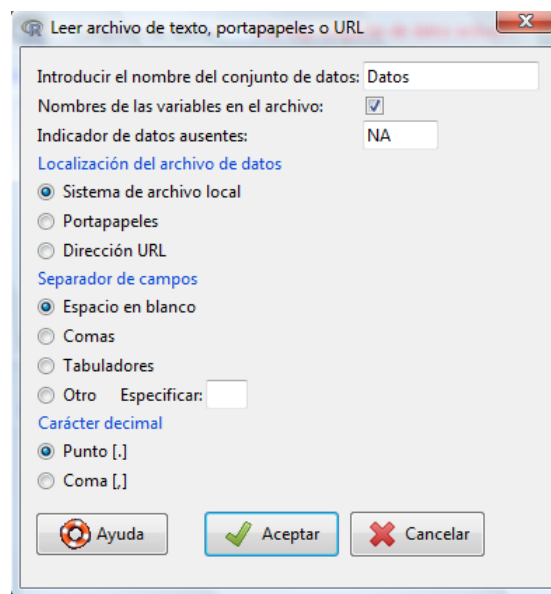 Leer archivo de texto, portapapeles o URL
Introducir el nombre del conjunto de datos: Datos
Nombres de las variables en el archivo:
Indicador de datos ausentes: NA
Localización del archivo de datos
Sistema de archivo local
Portapapeles
Dirección URL
Separador de campos
Espacio en blanco
Comas
Tabuladores
Otro Especificar:
Carácter decimal
Punto [.]
Coma [,]
Ayuda Aceptar Cancelar